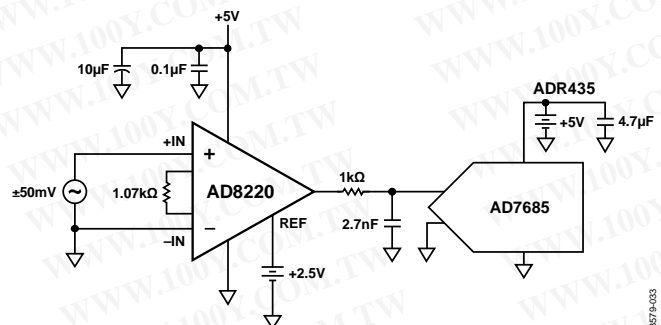 +5V
10µF
0.1µF
ADR435
+5V
4.7µF
+IN
+
±50mV
1.07kΩ
AD8220
1kΩ
AD7685
REF
2.7nF
–
–IN
+2.5V
WWW.100Y.COM.TW